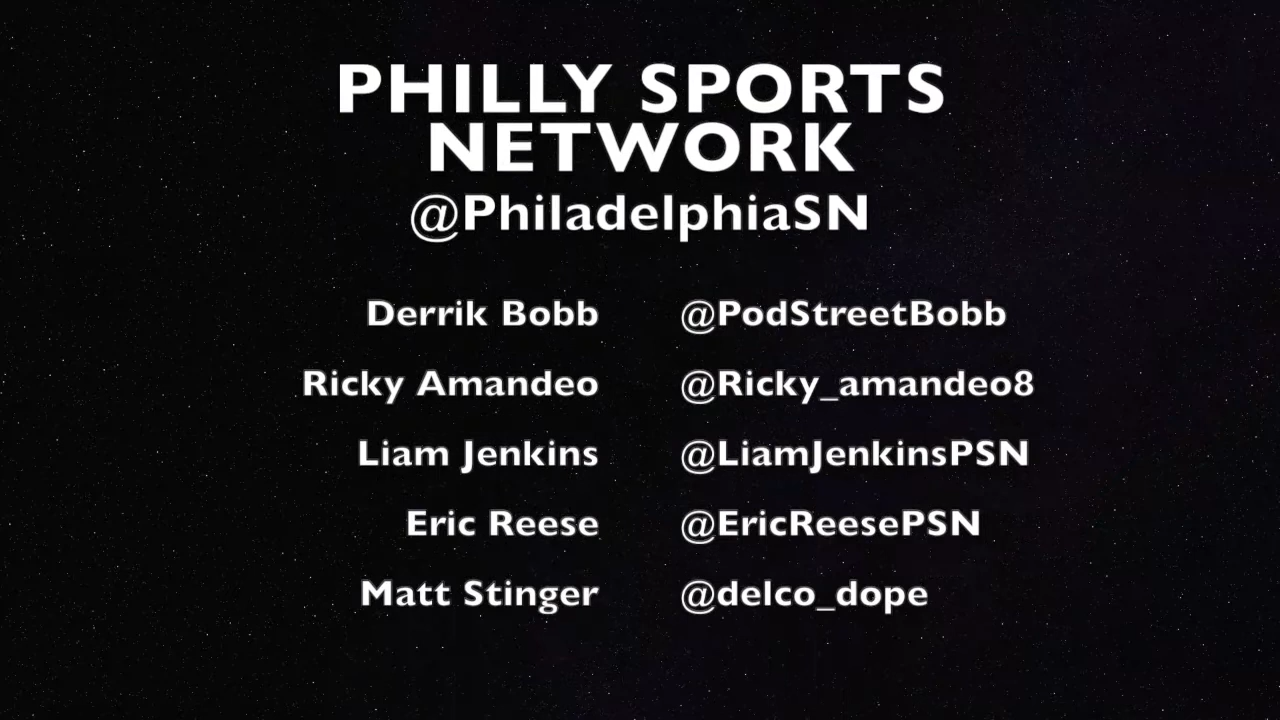 PHILLY SPORTS
NETWORK
@PhiladelphiaSN
Derrik Bobb @PodStreetBobb
Ricky Amandeo @Ricky_amandeo8
Liam Jenkins @LiamJenkinsPSN
Eric Reese @EricReesePSN
Matt Stinger @delco_dope